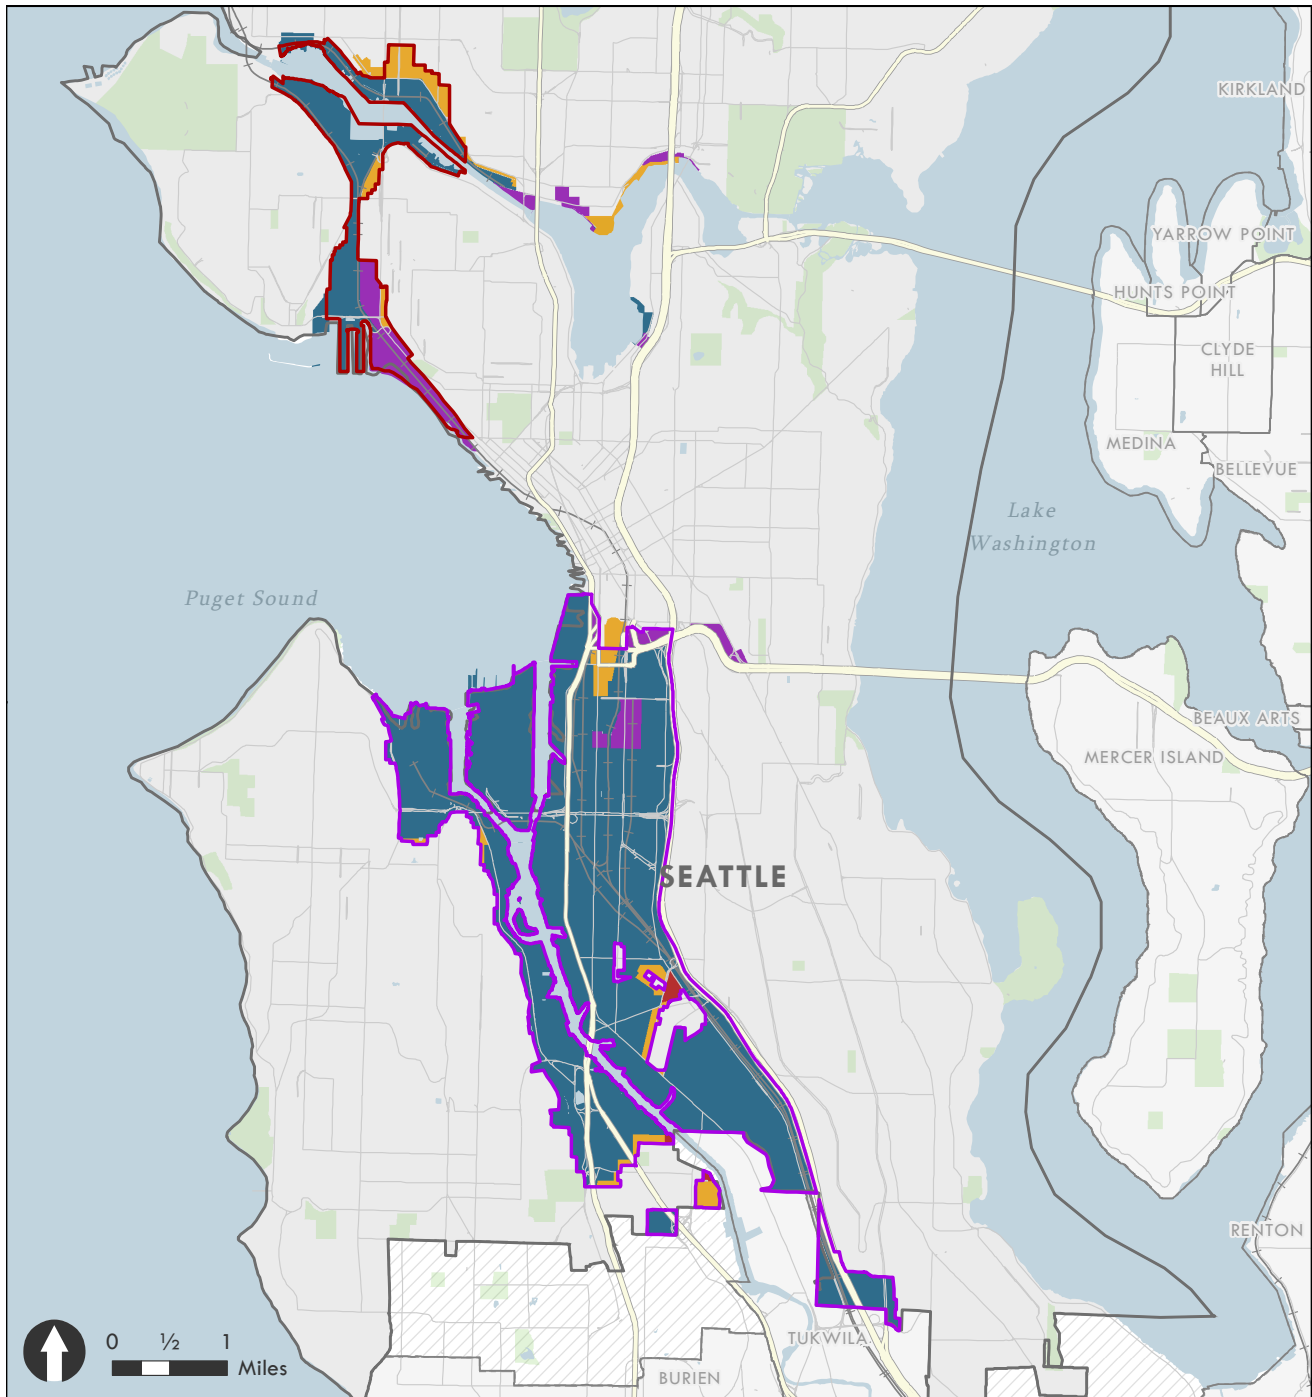 KIRKLAND
YARROW POINT
HUNTS POINT
CLYDE
HILL
MEDINA
BELLEVUE
Lake
Washington
Puget Sound
BEAUX ARTS
MERCER ISLAND
SEATTLE
RENTON
TUKWILA
BURIEN
0 ½ 1
Miles